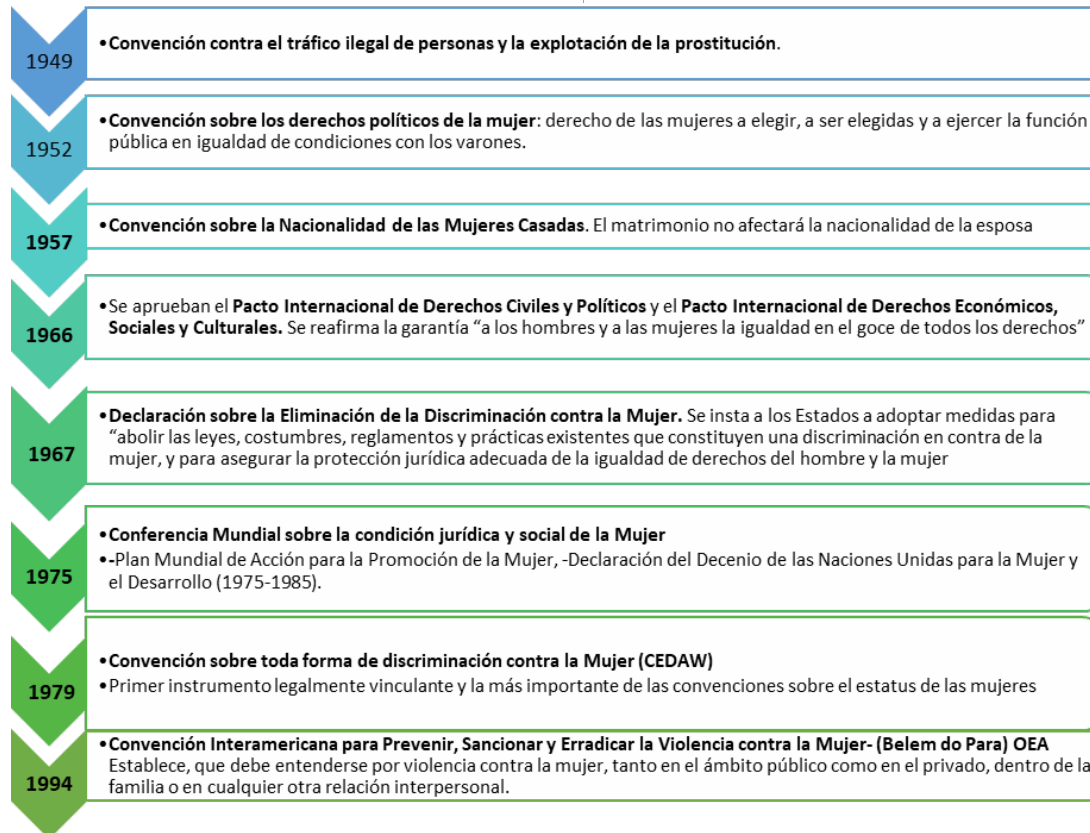 1949
•Convención contra el tráfico ilegal de personas y la explotación de la prostitución.
1952
•Convención sobre los derechos políticos de la mujer: derecho de las mujeres a elegir, a ser elegidas y a ejercer la función
pública en igualdad de condiciones con los varones.
1957
•Convención sobre la Nacionalidad de las Mujeres Casadas. El matrimonio no afectará la nacionalidad de la esposa
1966
•Se aprueban el Pacto Internacional de Derechos Civiles y Políticos y el Pacto Internacional de Derechos Económicos,
Sociales y Culturales. Se reafirma la garantía “a los hombres y a las mujeres la igualdad en el goce de todos los derechos”
1967
•Declaración sobre la Eliminación de la Discriminación contra la Mujer. Se insta a los Estados a adoptar medidas para
“abolir las leyes, costumbres, reglamentos y prácticas existentes que constituyen una discriminación en contra de la
mujer, y para asegurar la protección jurídica adecuada de la igualdad de derechos del hombre y la mujer
1975
•Conferencia Mundial sobre la condición jurídica y social de la Mujer
•-Plan Mundial de Acción para la Promoción de la Mujer, -Declaración del Decenio de las Naciones Unidas para la Mujer y
el Desarrollo (1975-1985).
1979
•Convención sobre toda forma de discriminación contra la Mujer (CEDAW)
•Primer instrumento legalmente vinculante y la más importante de las convenciones sobre el estatus de las mujeres
1994
•Convención Interamericana para Prevenir, Sancionar y Erradicar la Violencia contra la Mujer- (Belem do Para) OEA
Establece, que debe entenderse por violencia contra la mujer, tanto en el ámbito público como en el privado, dentro de la
familia o en cualquier otra relación interpersonal.